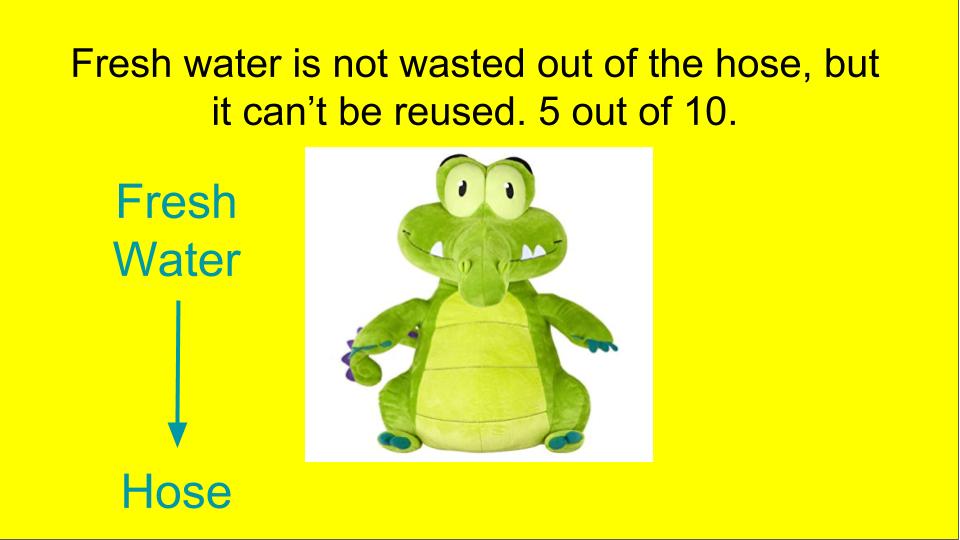 Fresh water is not wasted out of the hose, but
it can’t be reused. 5 out of 10.
Fresh
Water
Hose